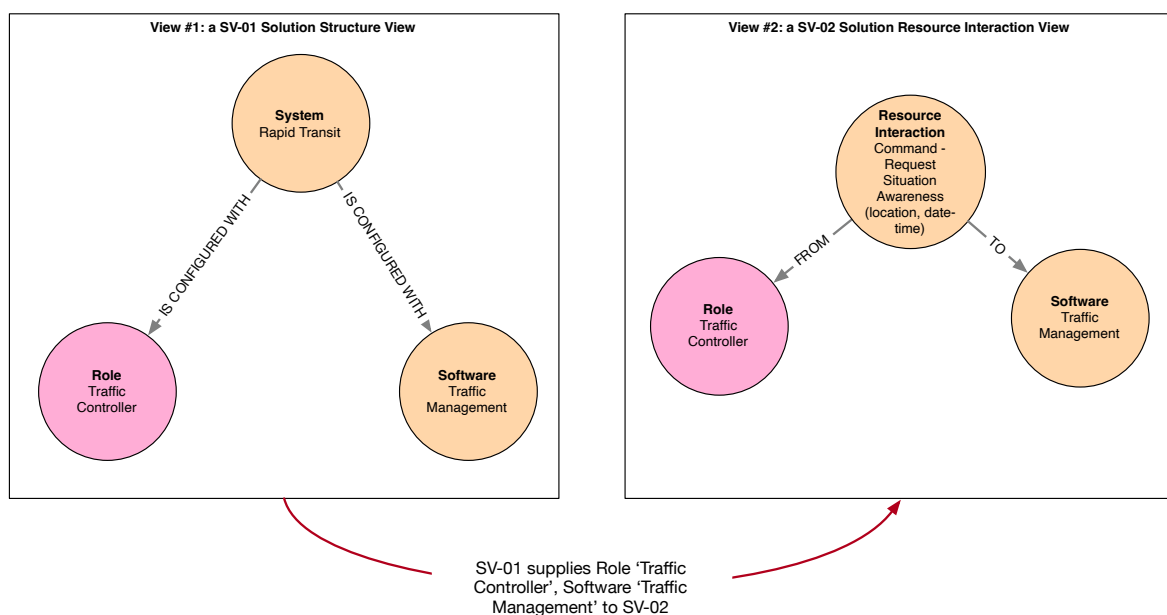 View #1: a SV-01 Solution Structure View
System
Rapid Transit
IS CONFIGURED WITH
IS CONFIGURED WITH
Role
Traffic
Controller
Software
Traffic
Management
View #2: a SV-02 Solution Resource Interaction View
Resource
Interaction
Command -
Request
Situation
Awareness
(location, date-
time)
FROM
TO
Role
Traffic
Controller
Software
Traffic
Management
SV-01 supplies Role ‘Traffic
Controller’, Software ‘Traffic
Management’ to SV-02